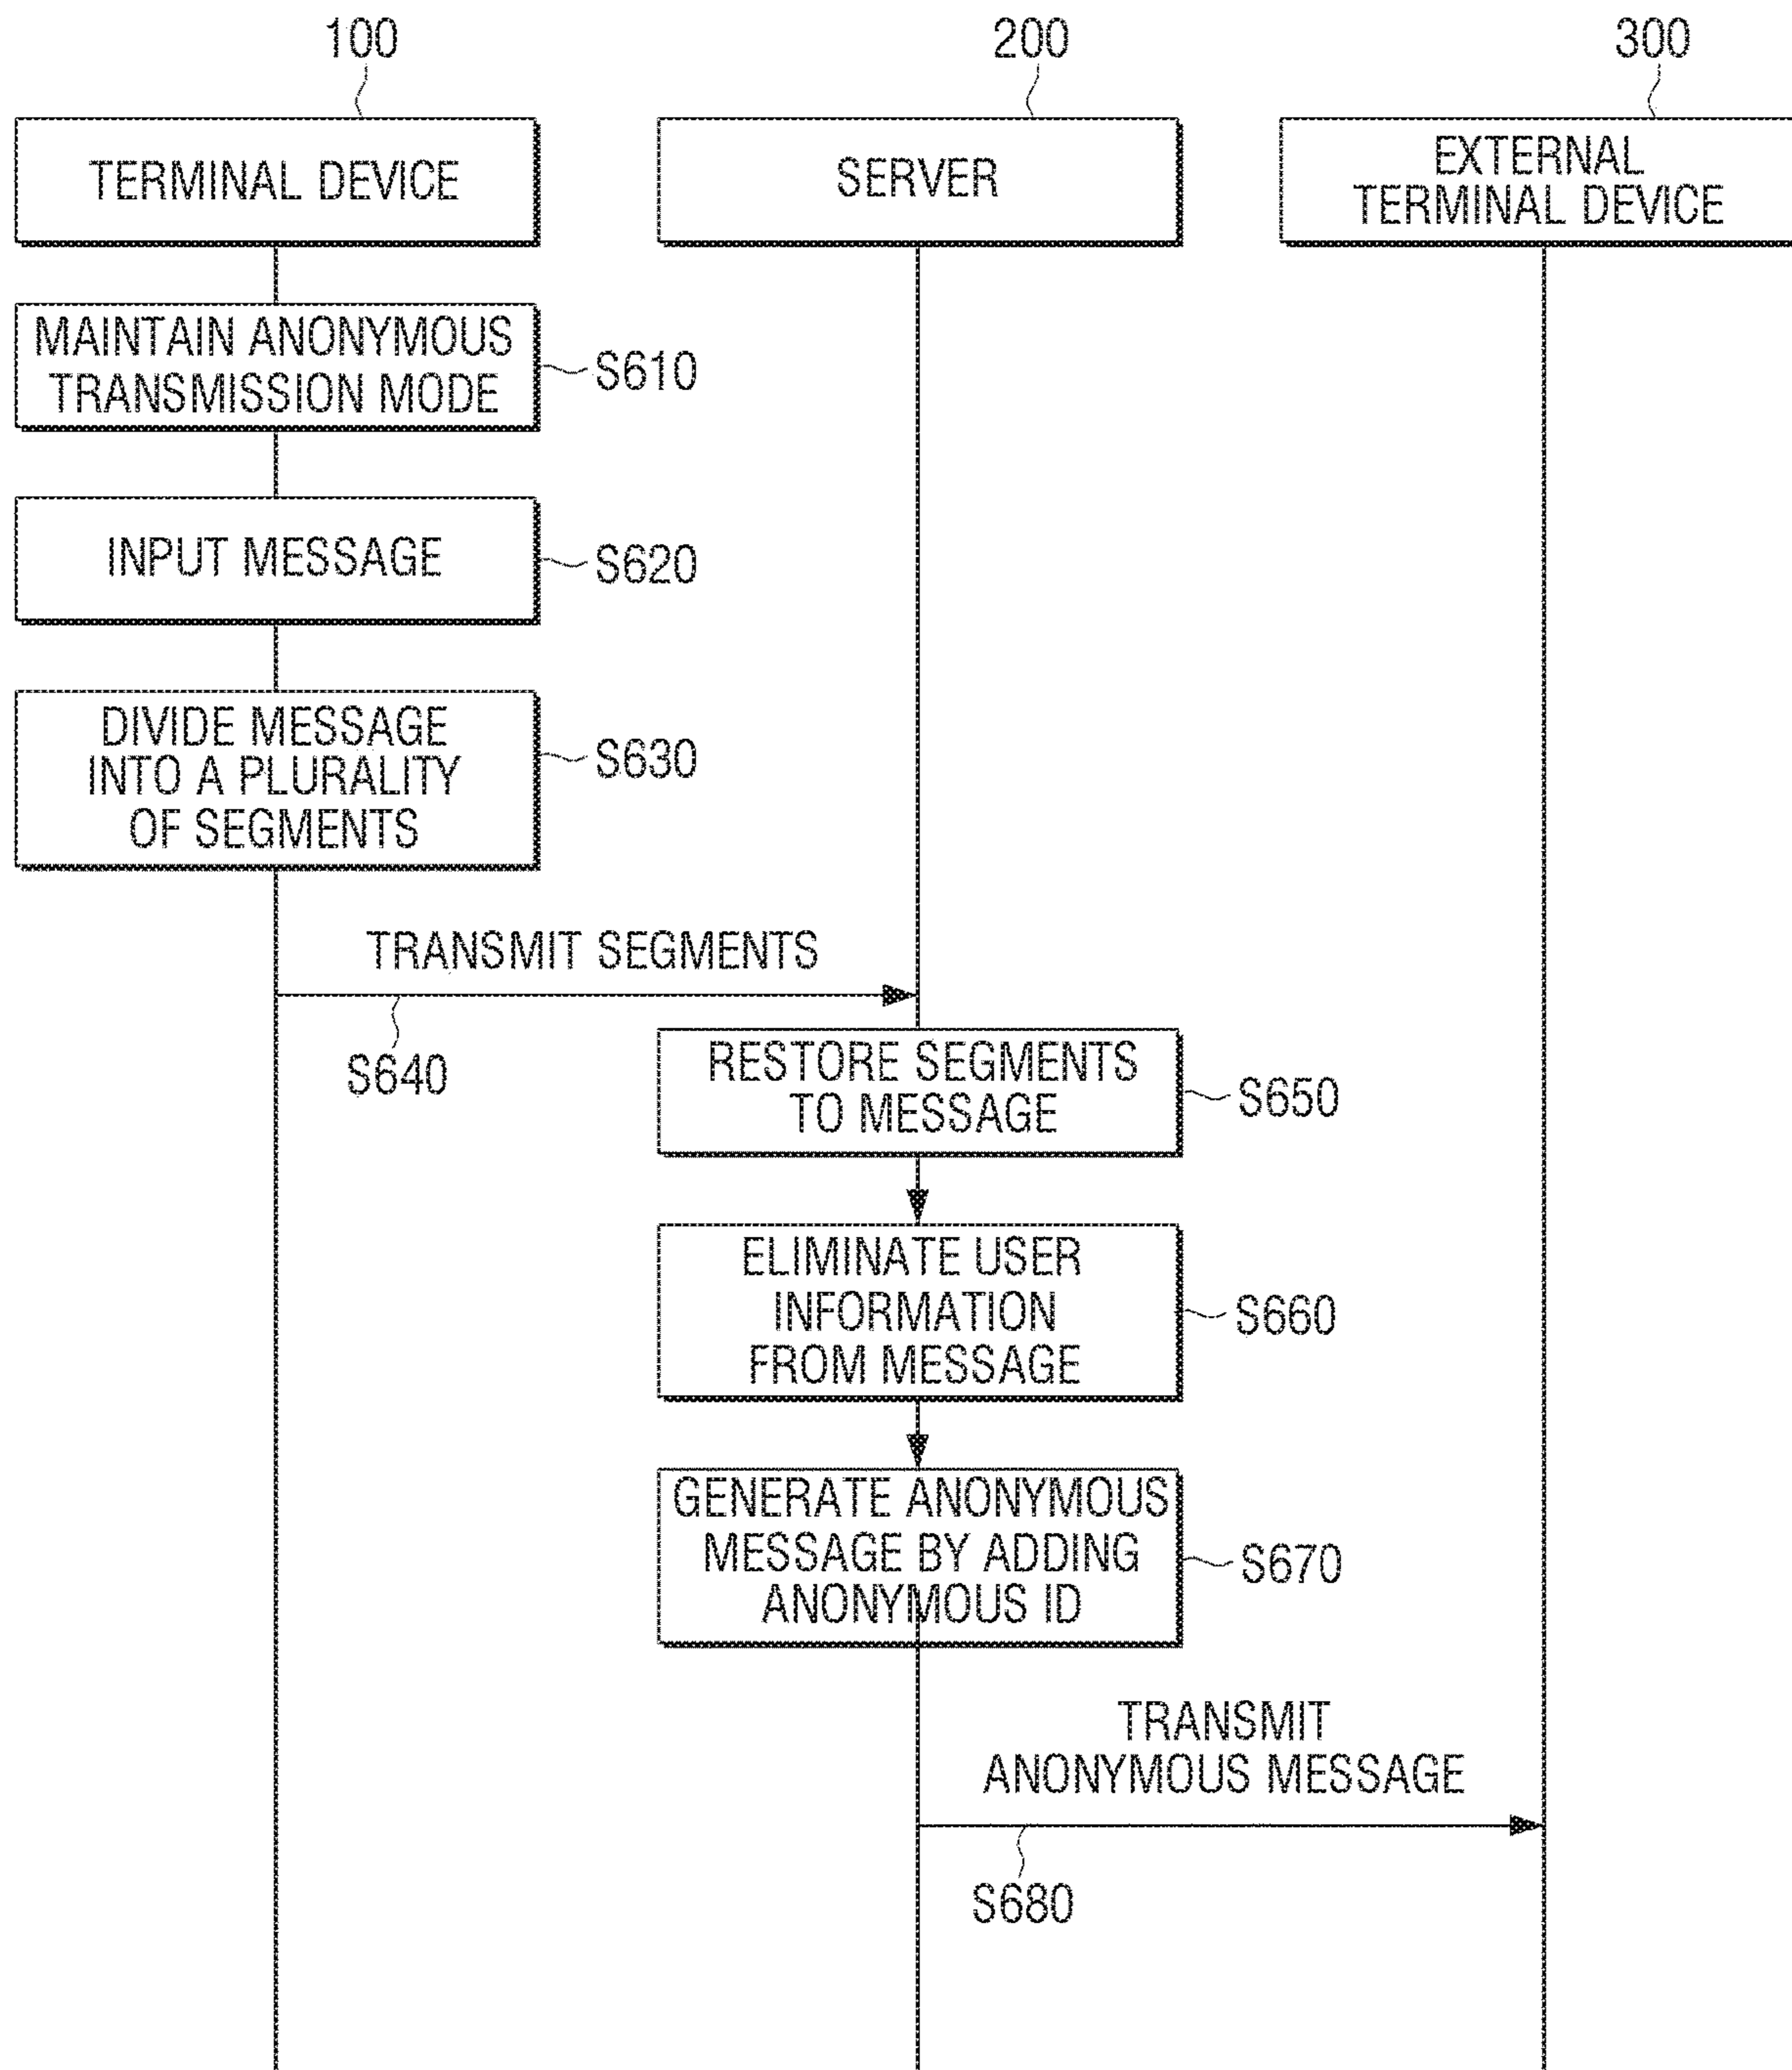 100
200
300
TERMINAL DEVICE
SERVER
EXTERNAL
TERMINAL DEVICE
MAINTAIN ANONYMOUS
TRANSMISSION MODE
S610
INPUT MESSAGE
S620
DIVIDE MESSAGE
INTO A PLURALITY
OF SEGMENTS
S630
TRANSMIT SEGMENTS
S640
RESTORE SEGMENTS
TO MESSAGE
S650
ELIMINATE USER
INFORMATION
FROM MESSAGE
S660
GENERATE ANONYMOUS
MESSAGE BY ADDING
ANONYMOUS ID
S670
TRANSMIT
ANONYMOUS MESSAGE
S680